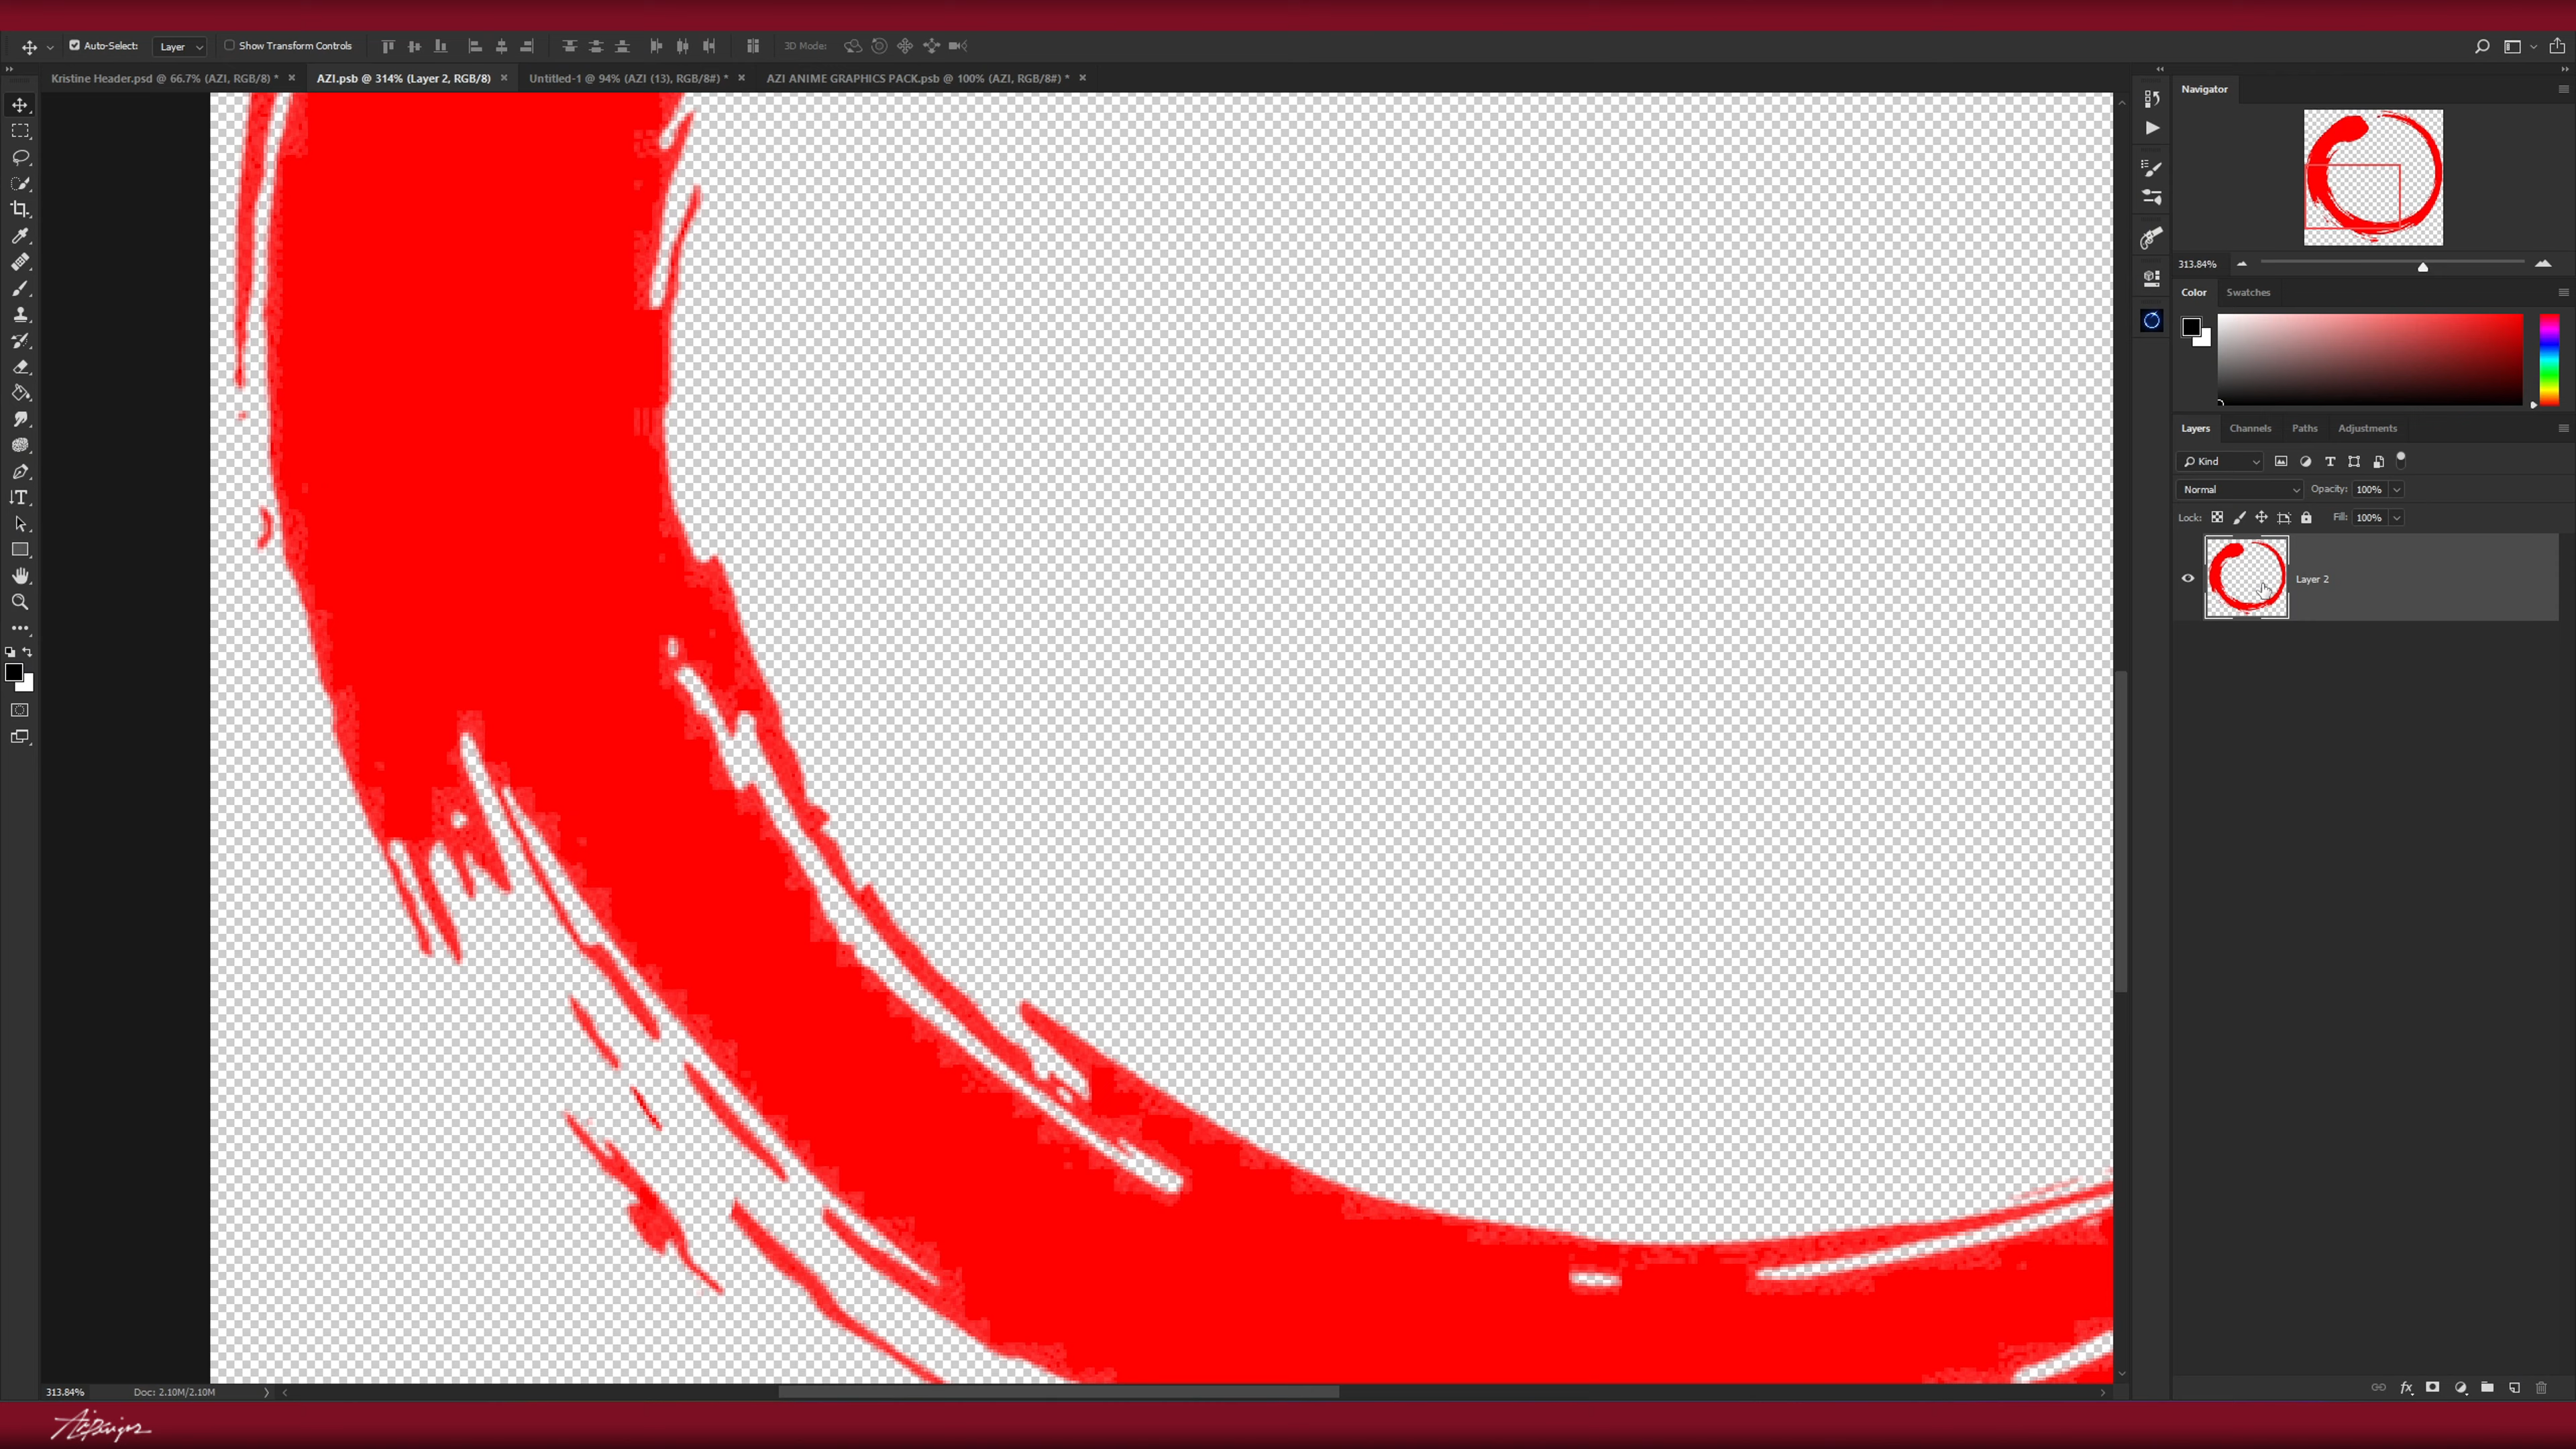 Auto-Select: Layer Show Transform Controls 3D Mode:
Kristine Header.psd @ 66.7% (AZI, RGB/8) * × AZI.psb @ 314% (Layer 2, RGB/8) × Untitled-1 @ 94% (AZI (13), RGB/8#) * × AZI ANIME GRAPHICS PACK.psb @ 100% (AZI, RGB/8#) * ×
Navigator
313.84%
Color Swatches
Layers Channels Paths Adjustments
Kind
Normal Opacity: 100%
Lock: Fill: 100%
Layer 2
313.84% Doc: 2.10M/2.10M